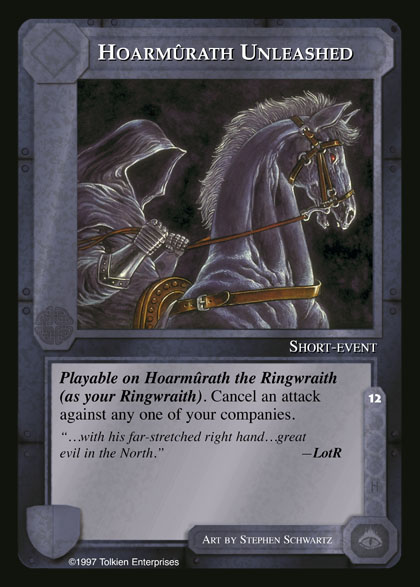 Hoarmûrath Unleashed
Short-event
Playable on Hoarmûrath the Ringwraith
(as your Ringwraith). Cancel an attack
against any one of your companies.
“…with his far-stretched right hand…great
evil in the North.” —LotR
12
H
Art by Stephen Schwartz
©1997 Tolkien Enterprises